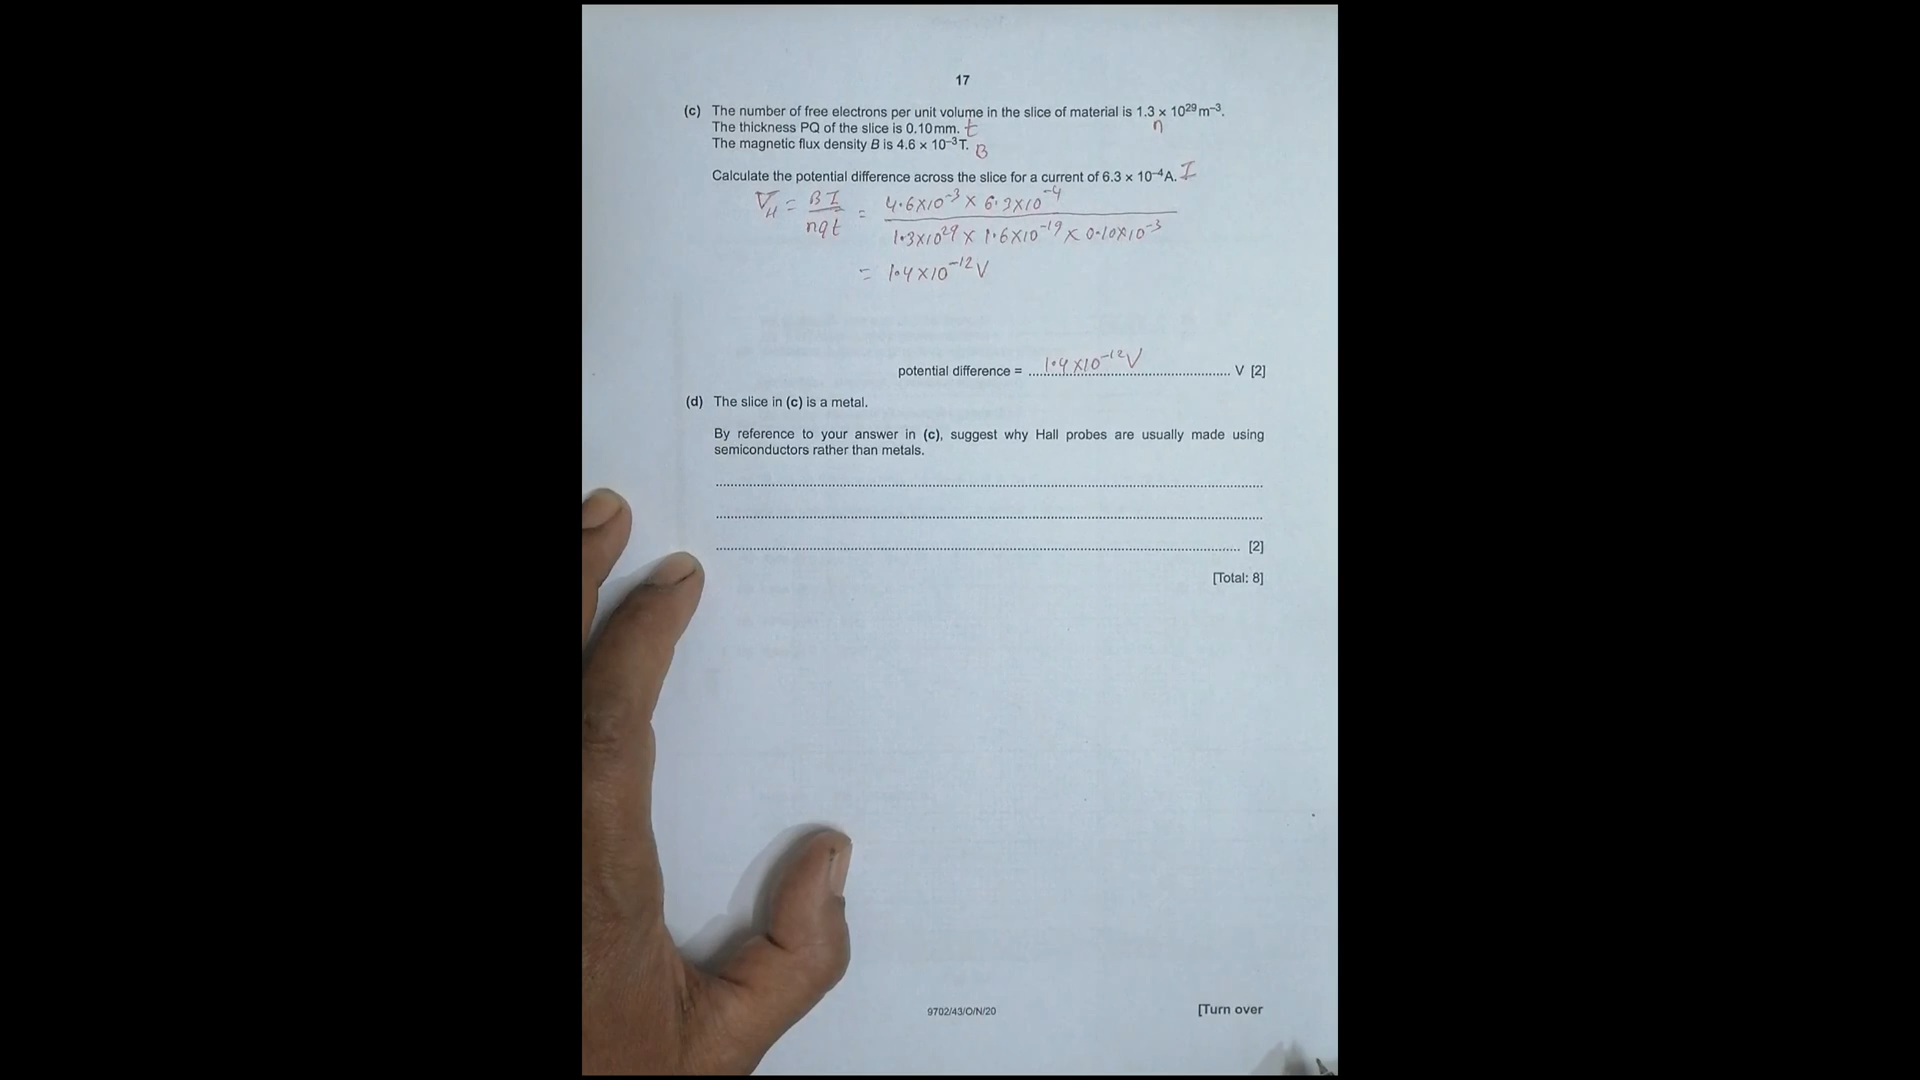 17
(c) The number of free electrons per unit volume in the slice of material is 1.3 × 10²⁹ m⁻³.
n
The thickness PQ of the slice is 0.10 mm. t
The magnetic flux density B is 4.6 × 10⁻³ T. B
Calculate the potential difference across the slice for a current of 6.3 × 10⁻⁴ A. I
V_H = BI / nqt = 4.6×10⁻³ × 6.3×10⁻⁴ / 1.3×10²⁹ × 1.6×10⁻¹⁹ × 0.10×10⁻³
= 1.4×10⁻¹² V
potential difference = 1.4×10⁻¹² V V [2]
(d) The slice in (c) is a metal.
By reference to your answer in (c), suggest why Hall probes are usually made using
semiconductors rather than metals.
[2]
[Total: 8]
9702/43/O/N/20
[Turn over